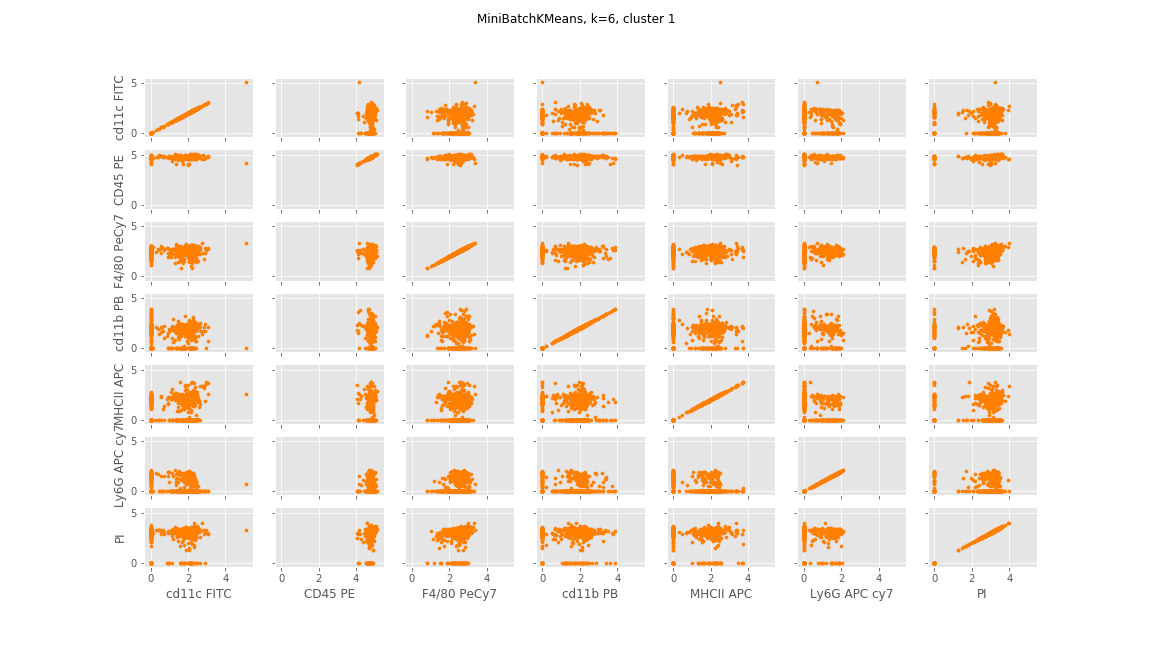 MiniBatchKMeans, k=6, cluster 1
cd11c FITC
5
0
CD45 PE
5
0
F4/80 PeCy7
5
0
cd11b PB
5
0
MHCII APC
5
0
Ly6G APC cy7
5
0
PI
5
0
0 2 4 0 2 4 0 2 4 0 2 4 0 2 4 0 2 4 0 2 4
cd11c FITC CD45 PE F4/80 PeCy7 cd11b PB MHCII APC Ly6G APC cy7 PI